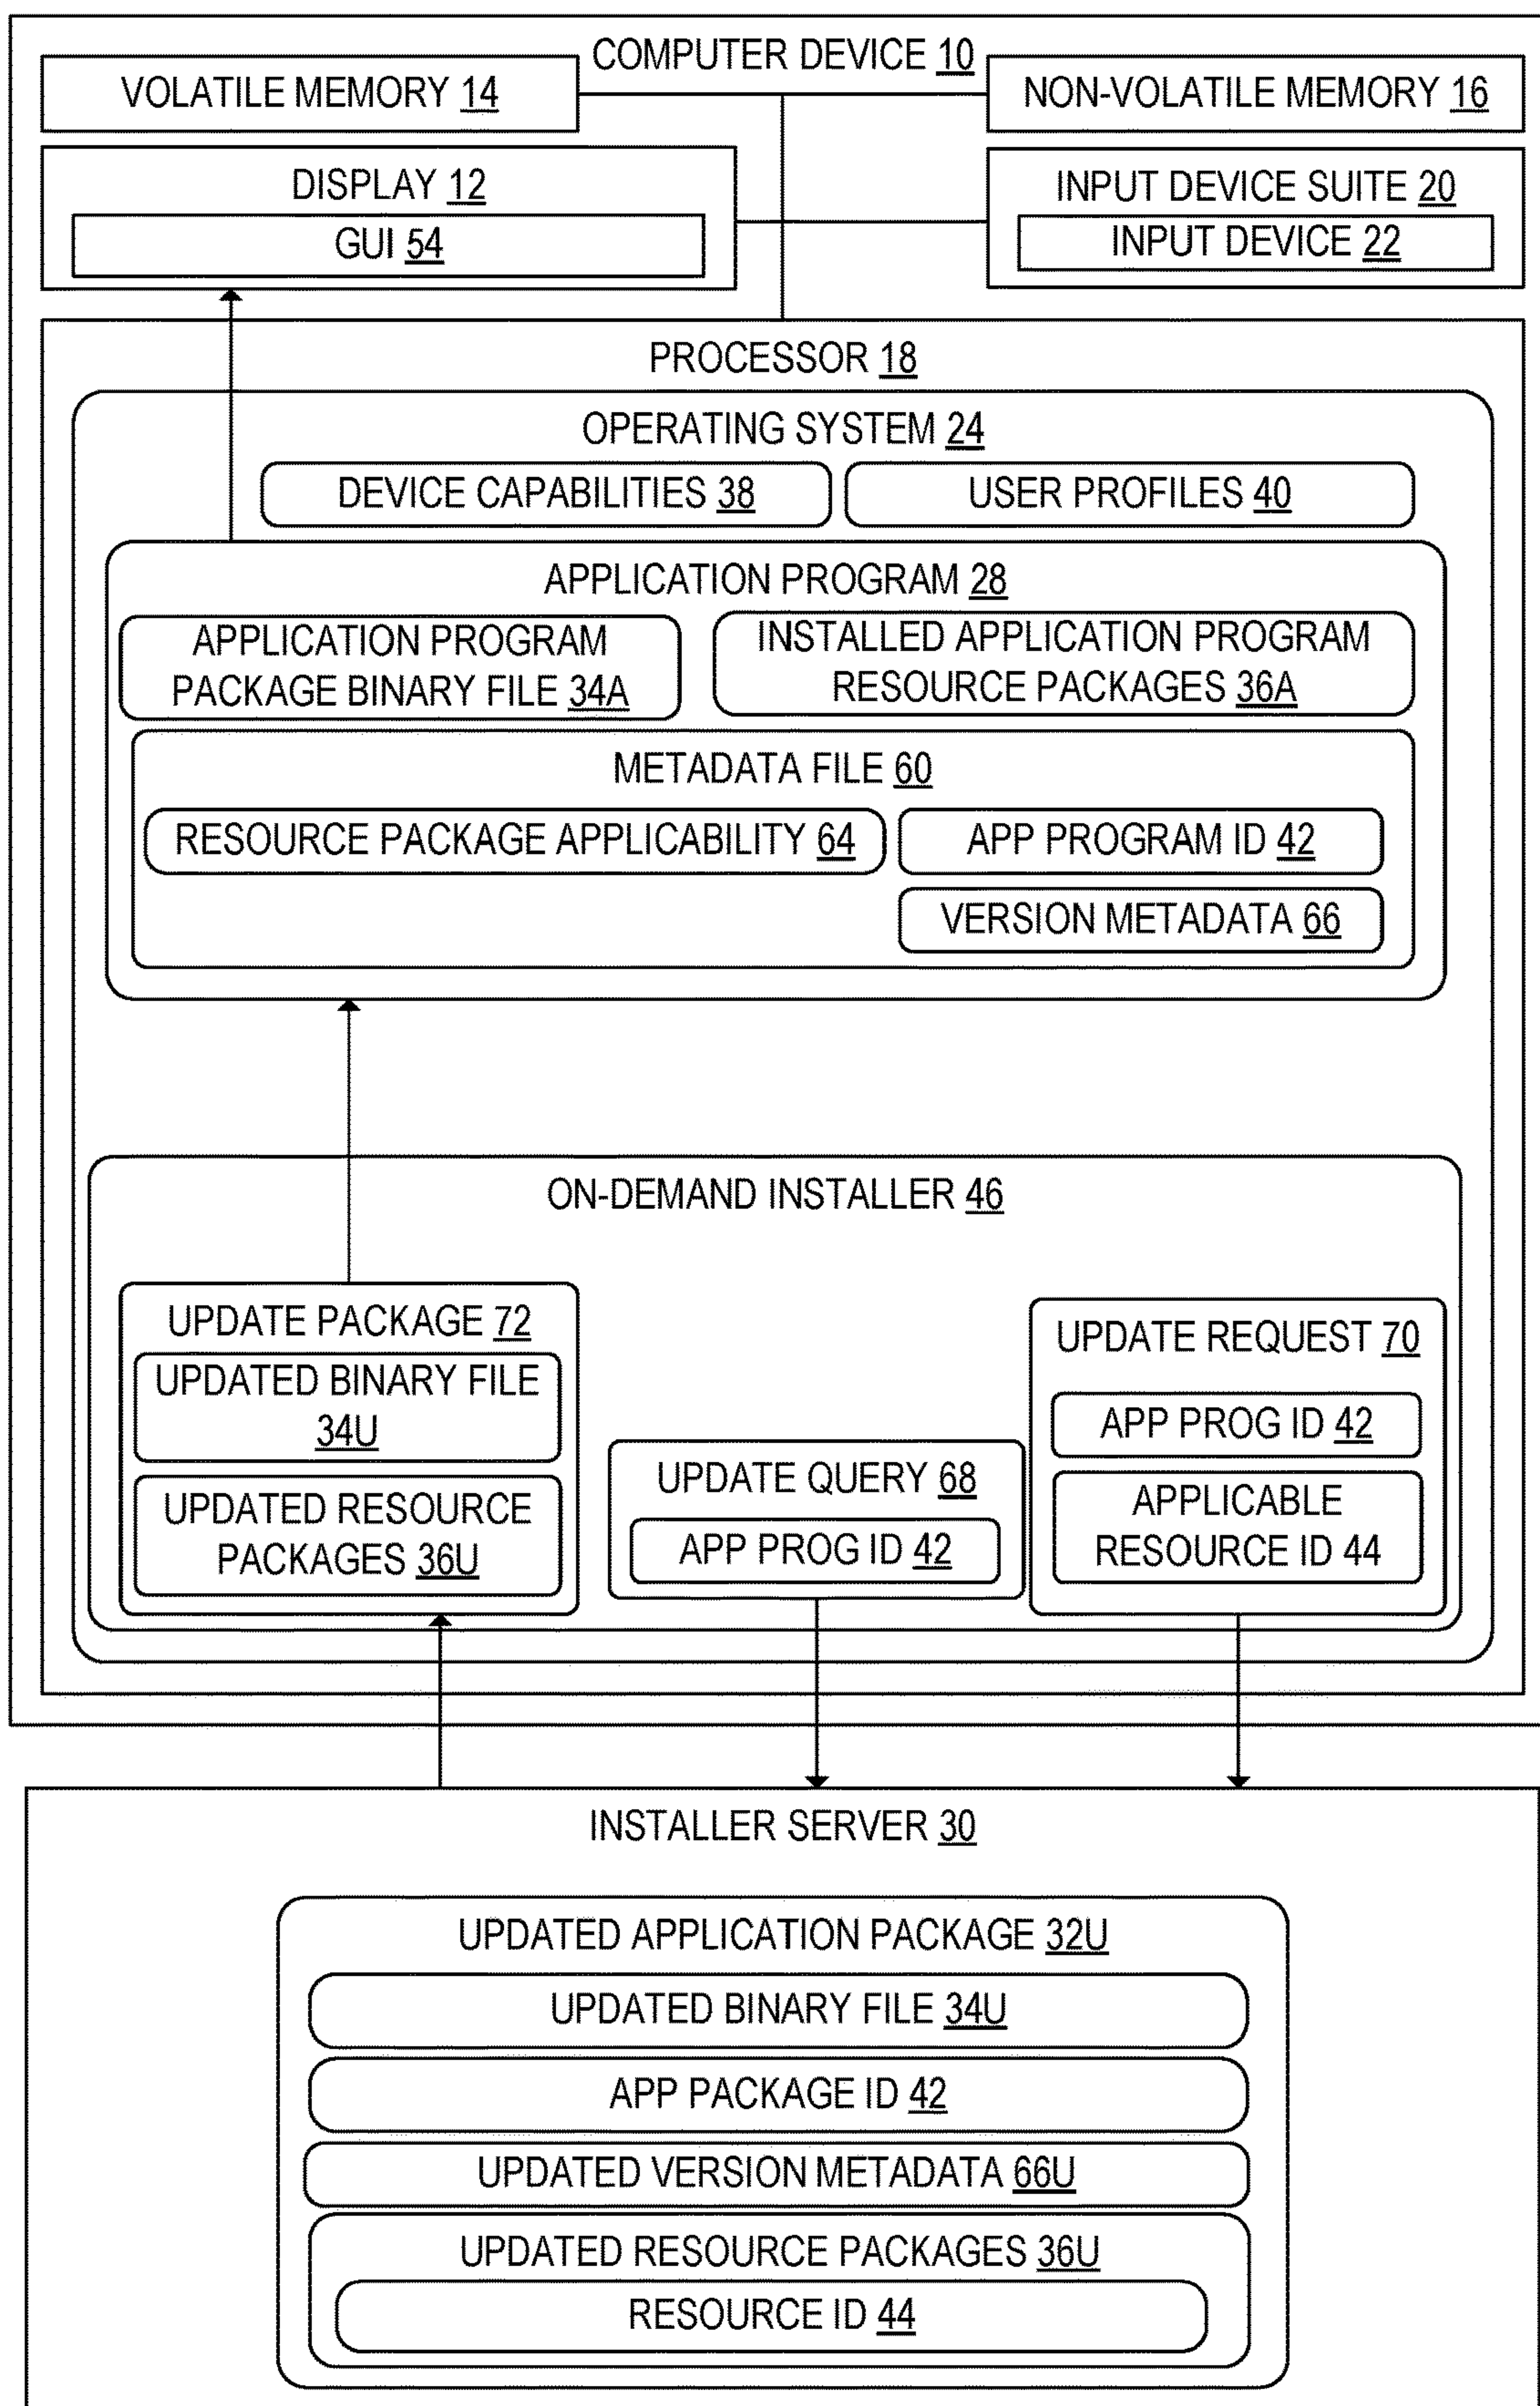 COMPUTER DEVICE 10
VOLATILE MEMORY 14
NON-VOLATILE MEMORY 16
DISPLAY 12
GUI 54
INPUT DEVICE SUITE 20
INPUT DEVICE 22
PROCESSOR 18
OPERATING SYSTEM 24
DEVICE CAPABILITIES 38
USER PROFILES 40
APPLICATION PROGRAM 28
APPLICATION PROGRAM
PACKAGE BINARY FILE 34A
INSTALLED APPLICATION PROGRAM
RESOURCE PACKAGES 36A
METADATA FILE 60
RESOURCE PACKAGE APPLICABILITY 64
APP PROGRAM ID 42
VERSION METADATA 66
ON-DEMAND INSTALLER 46
UPDATE PACKAGE 72
UPDATED BINARY FILE
34U
UPDATED RESOURCE
PACKAGES 36U
UPDATE QUERY 68
APP PROG ID 42
UPDATE REQUEST 70
APP PROG ID 42
APPLICABLE
RESOURCE ID 44
INSTALLER SERVER 30
UPDATED APPLICATION PACKAGE 32U
UPDATED BINARY FILE 34U
APP PACKAGE ID 42
UPDATED VERSION METADATA 66U
UPDATED RESOURCE PACKAGES 36U
RESOURCE ID 44